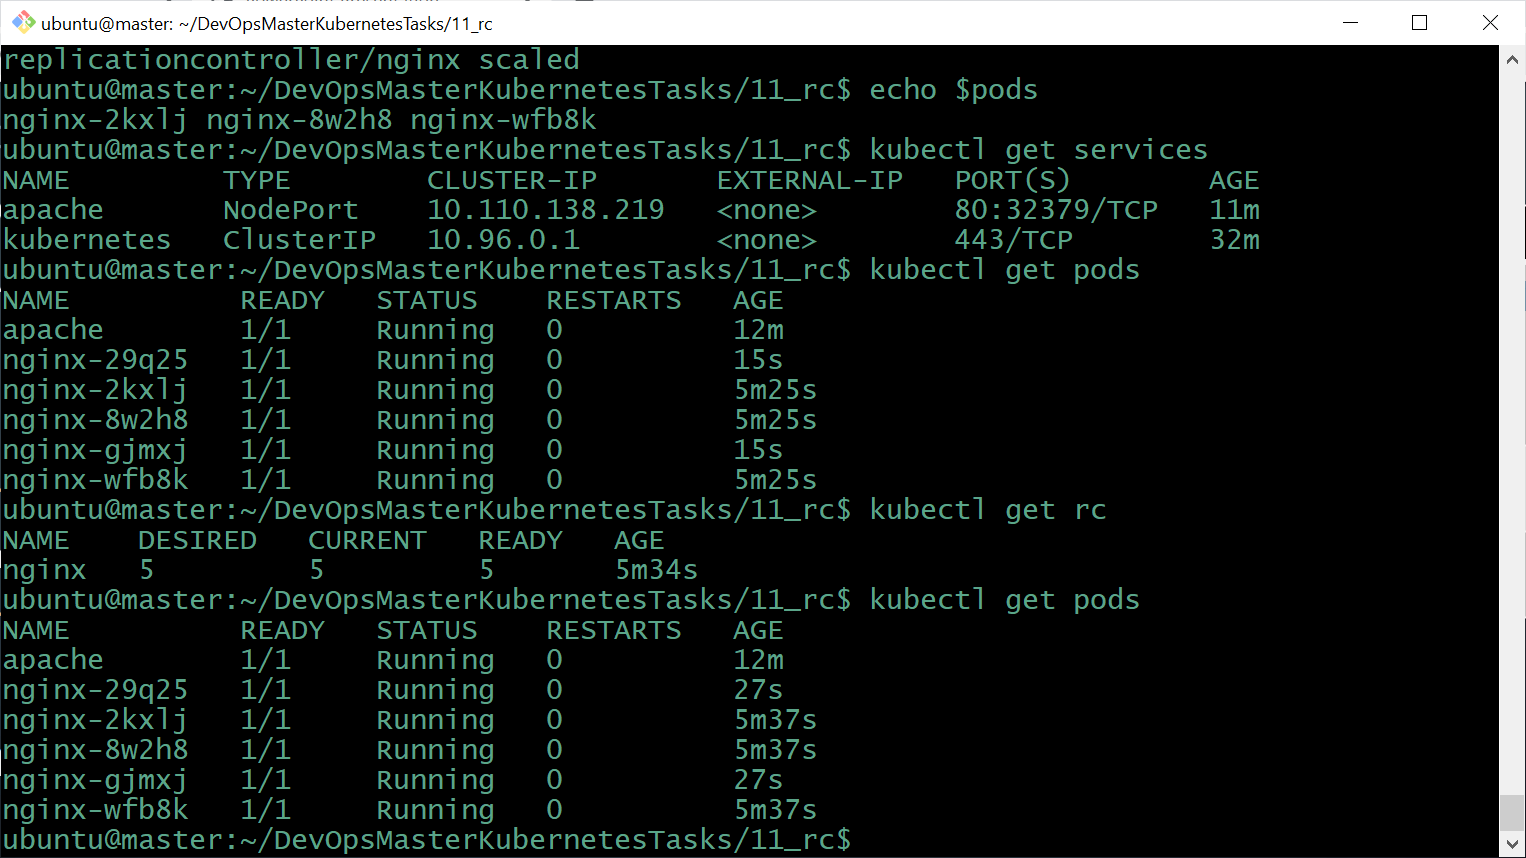 ubuntu@master: ~/DevOpsMasterKubernetesTasks/11_rc
replicationcontroller/nginx scaled
ubuntu@master:~/DevOpsMasterKubernetesTasks/11_rc$ echo $pods
nginx-2kxlj nginx-8w2h8 nginx-wfb8k
ubuntu@master:~/DevOpsMasterKubernetesTasks/11_rc$ kubectl get services
NAME         TYPE        CLUSTER-IP       EXTERNAL-IP   PORT(S)        AGE
apache       NodePort    10.110.138.219   <none>        80:32379/TCP   11m
kubernetes   ClusterIP   10.96.0.1        <none>        443/TCP        32m
ubuntu@master:~/DevOpsMasterKubernetesTasks/11_rc$ kubectl get pods
NAME          READY   STATUS    RESTARTS   AGE
apache        1/1     Running   0          12m
nginx-29q25   1/1     Running   0          15s
nginx-2kxlj   1/1     Running   0          5m25s
nginx-8w2h8   1/1     Running   0          5m25s
nginx-gjmxj   1/1     Running   0          15s
nginx-wfb8k   1/1     Running   0          5m25s
ubuntu@master:~/DevOpsMasterKubernetesTasks/11_rc$ kubectl get rc
NAME    DESIRED   CURRENT   READY   AGE
nginx   5         5         5       5m34s
ubuntu@master:~/DevOpsMasterKubernetesTasks/11_rc$ kubectl get pods
NAME          READY   STATUS    RESTARTS   AGE
apache        1/1     Running   0          12m
nginx-29q25   1/1     Running   0          27s
nginx-2kxlj   1/1     Running   0          5m37s
nginx-8w2h8   1/1     Running   0          5m37s
nginx-gjmxj   1/1     Running   0          27s
nginx-wfb8k   1/1     Running   0          5m37s
ubuntu@master:~/DevOpsMasterKubernetesTasks/11_rc$